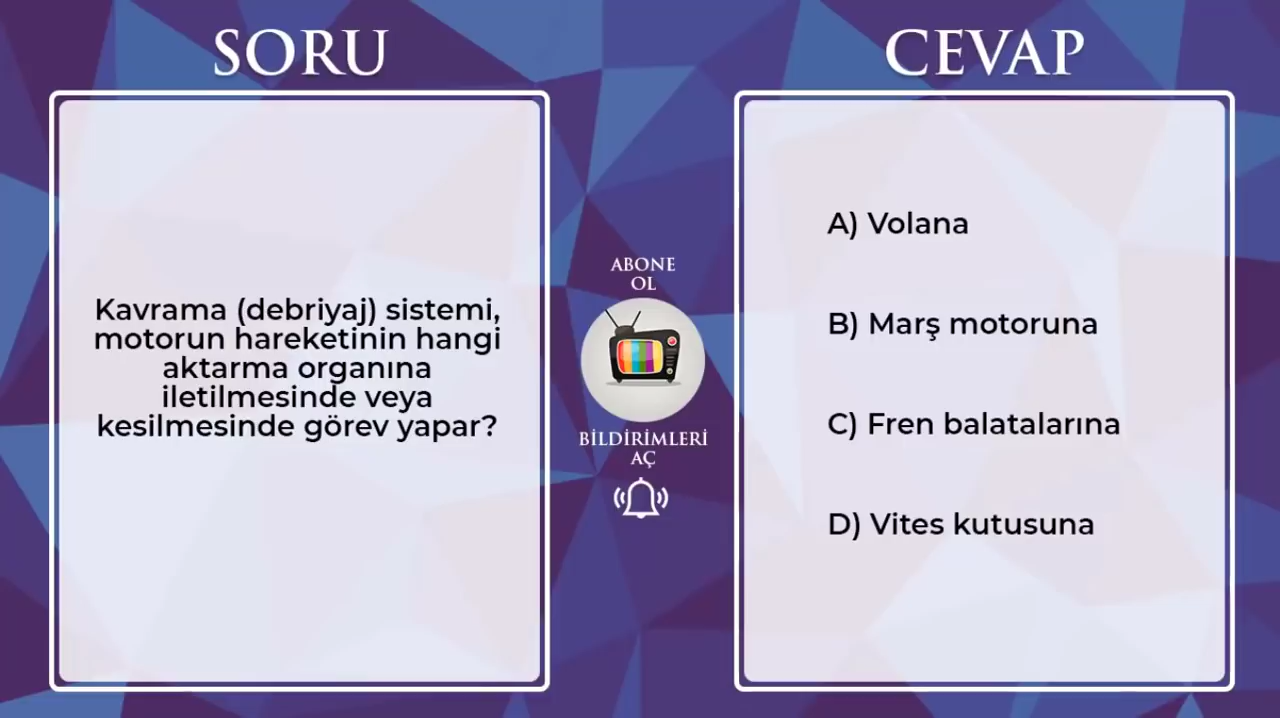 SORU
Kavrama (debriyaj) sistemi,
motorun hareketinin hangi
aktarma organına
iletilmesinde veya
kesilmesinde görev yapar?
ABONE
OL
BİLDİRİMLERİ
AÇ
CEVAP
A) Volana
B) Marş motoruna
C) Fren balatalarına
D) Vites kutusuna